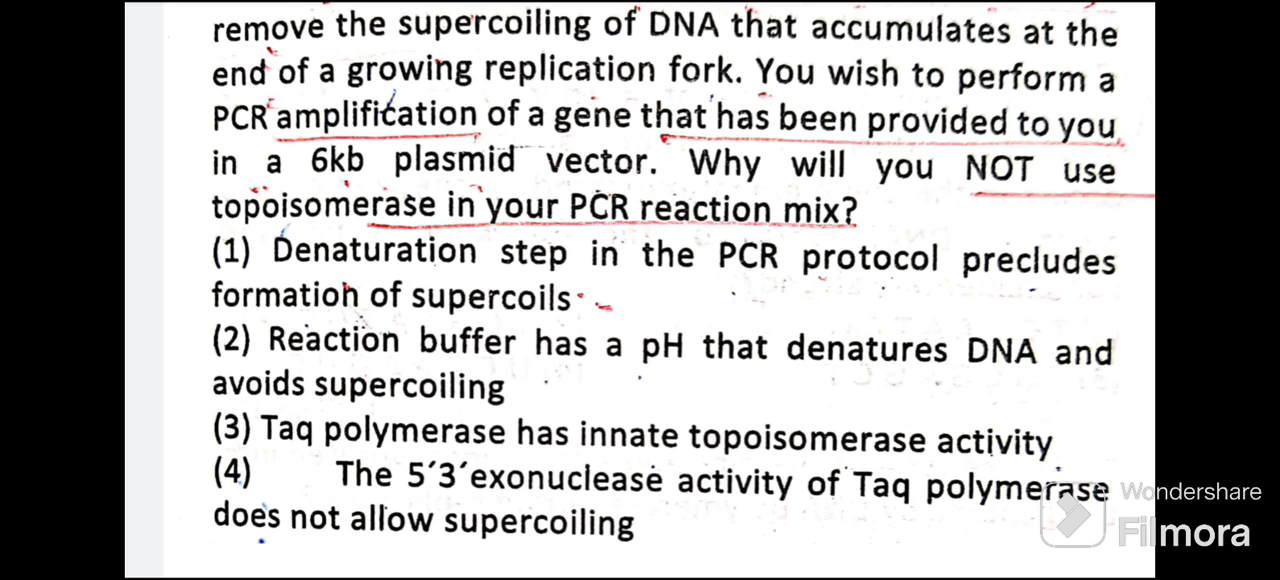 remove the supercoiling of DNA that accumulates at the
end of a growing replication fork. You wish to perform a
PCR amplification of a gene that has been provided to you
in a 6kb plasmid vector. Why will you NOT use
topoisomerase in your PCR reaction mix?
(1) Denaturation step in the PCR protocol precludes
formation of supercoils
(2) Reaction buffer has a pH that denatures DNA and
avoids supercoiling
(3) Taq polymerase has innate topoisomerase activity
(4) The 5′3′exonuclease activity of Taq polymerase
does not allow supercoiling
Wondershare
Filmora